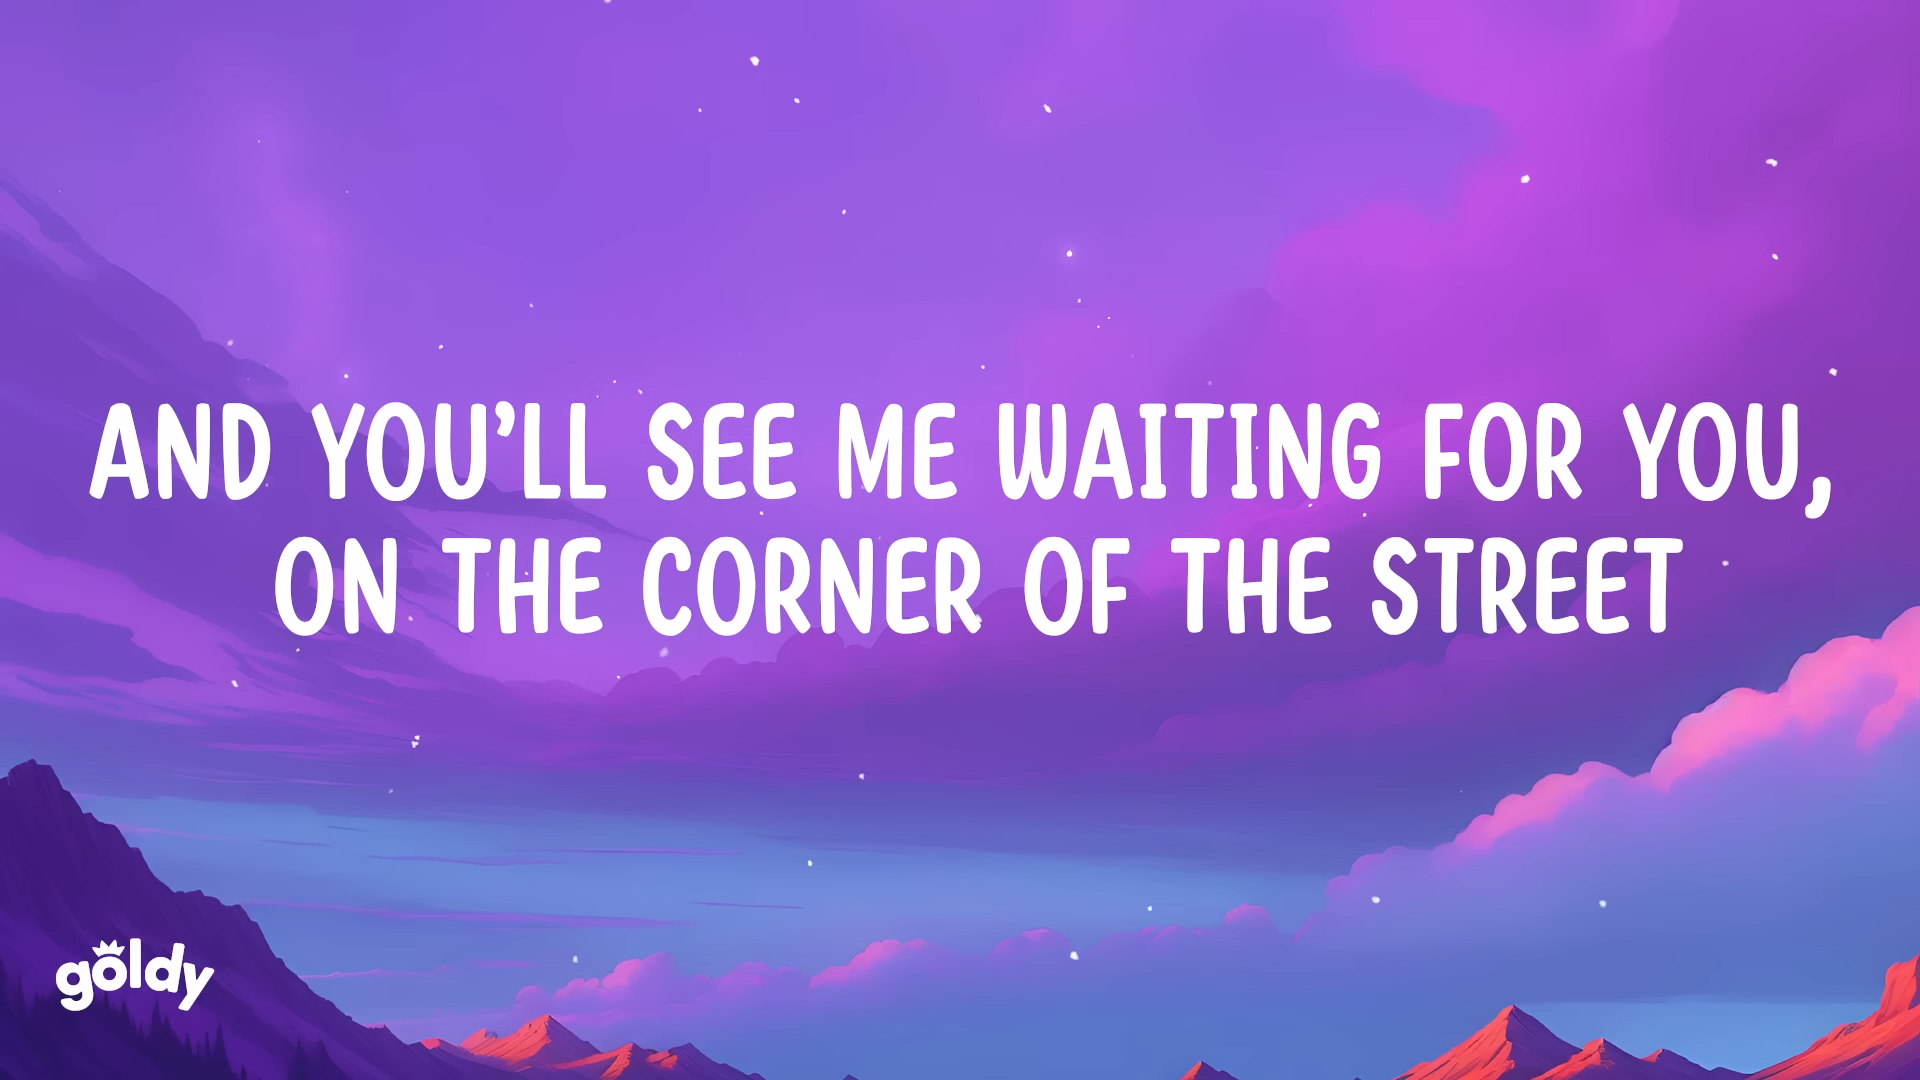 AND YOU’LL SEE ME WAITING FOR YOU,
ON THE CORNER OF THE STREET
goldy